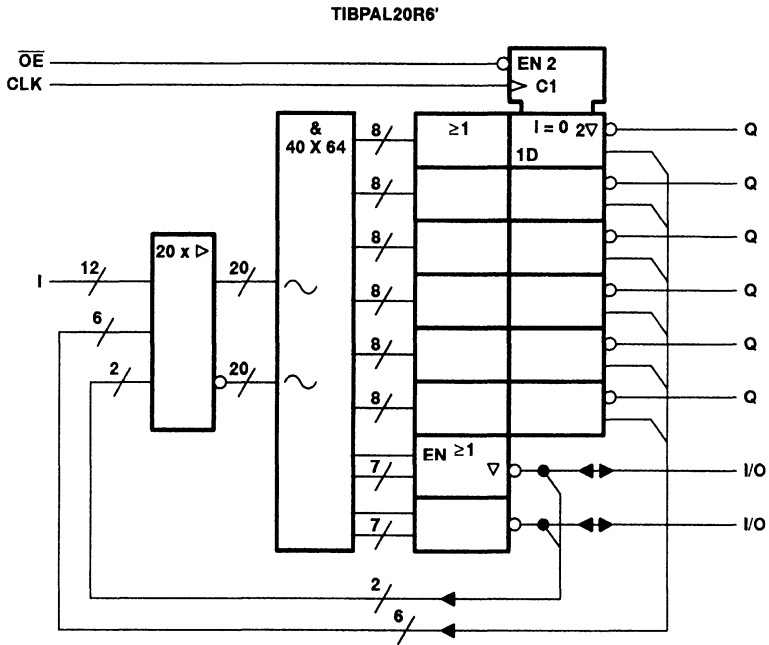 TIBPAL20R6'
OE
EN 2
CLK
C1
&
40 X 64
8
≥1
I = 0
2▽
Q
1D
8
Q
8
Q
20 x ▷
I
12
20
8
Q
6
8
Q
2
20
8
Q
EN
≥1
▽
7
I/O
7
I/O
2
6